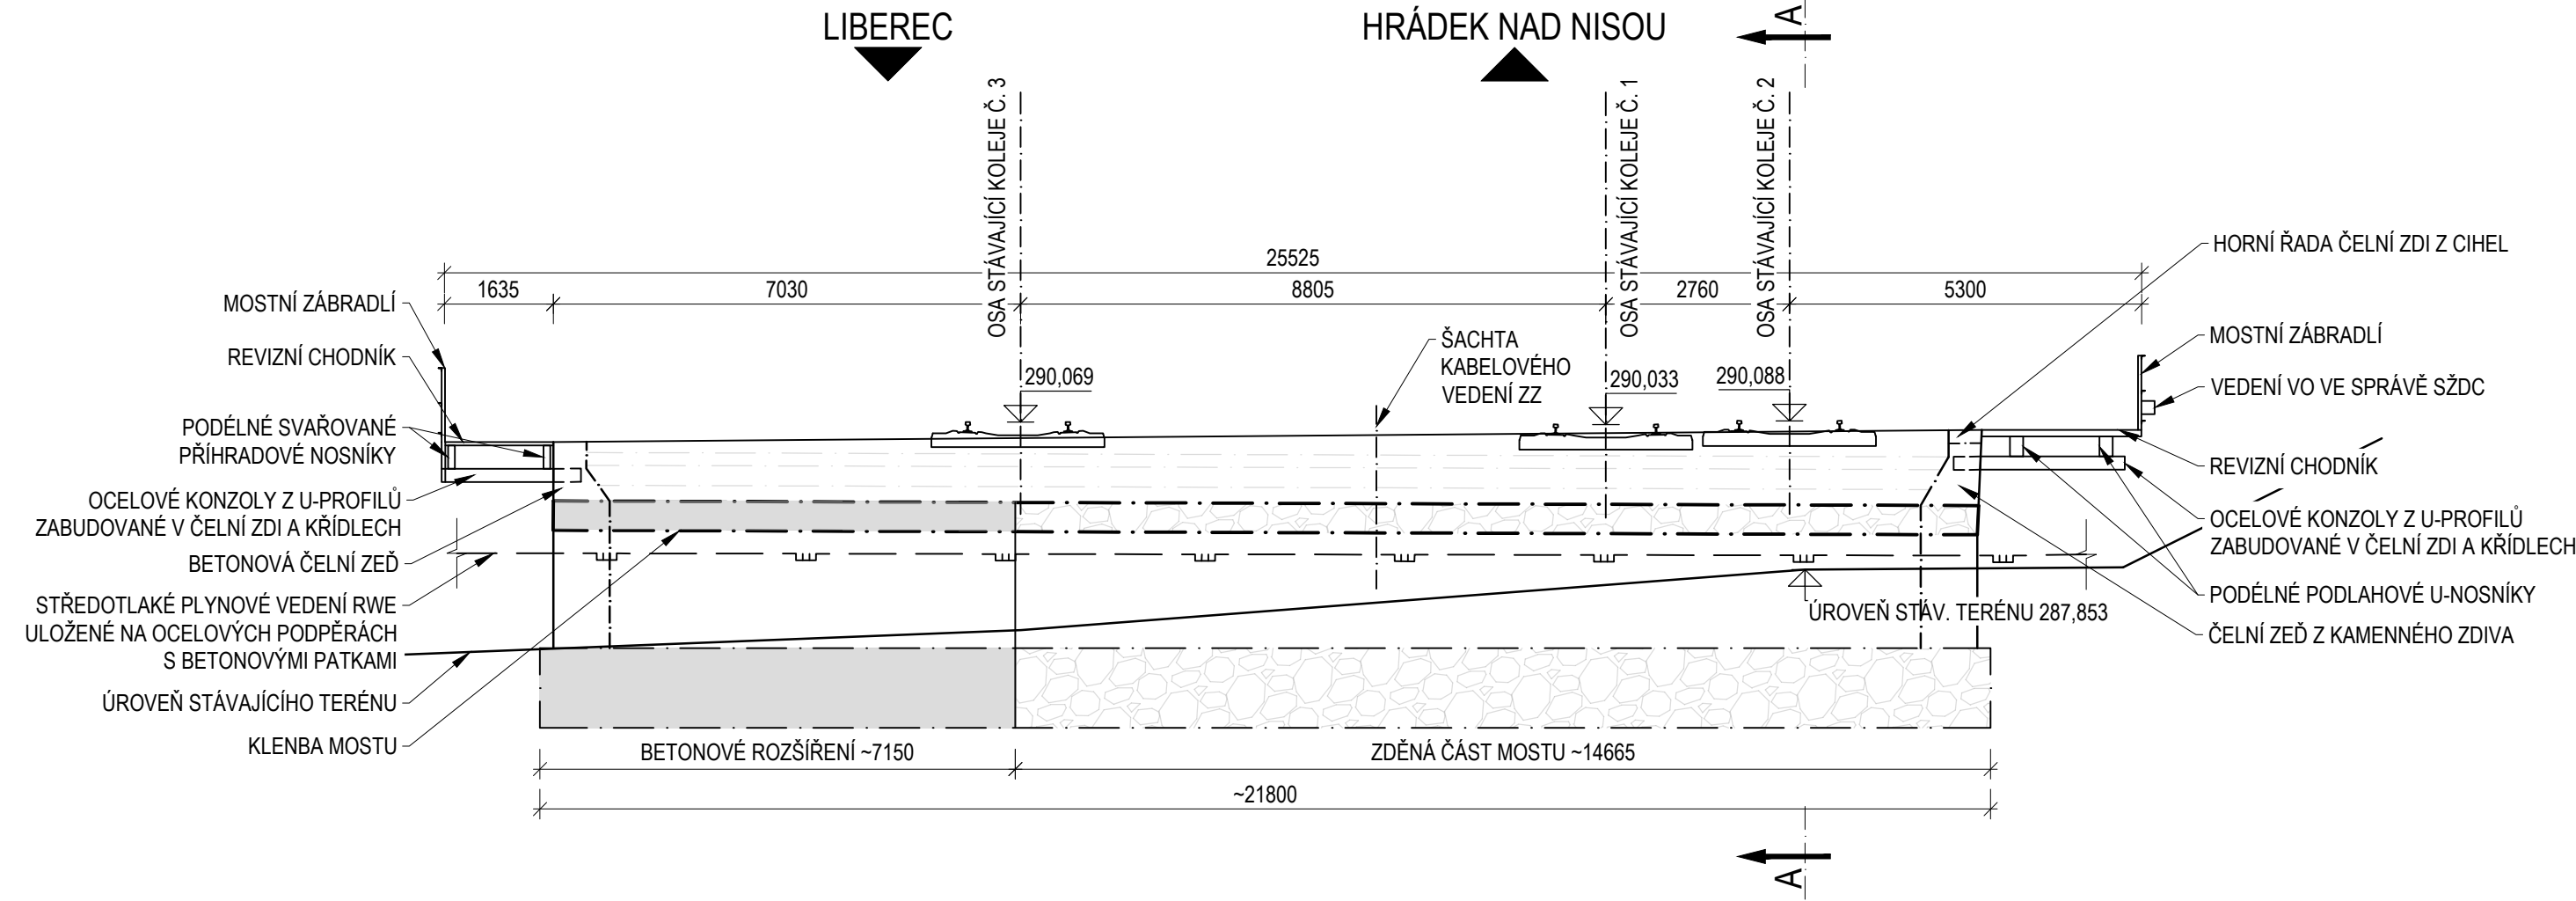 LIBEREC
HRÁDEK NAD NISOU
A
OSA STÁVAJÍCÍ KOLEJE Č. 3
OSA STÁVAJÍCÍ KOLEJE Č. 1
OSA STÁVAJÍCÍ KOLEJE Č. 2
25525
1635
7030
8805
2760
5300
MOSTNÍ ZÁBRADLÍ
REVIZNÍ CHODNÍK
PODÉLNÉ SVAŘOVANÉ
PŘÍHRADOVÉ NOSNÍKY
OCELOVÉ KONZOLY Z U-PROFILŮ
ZABUDOVANÉ V ČELNÍ ZDI A KŘÍDLECH
BETONOVÁ ČELNÍ ZEĎ
STŘEDOTLAKÉ PLYNOVÉ VEDENÍ RWE
ULOŽENÉ NA OCELOVÝCH PODPĚRÁCH
S BETONOVÝMI PATKAMI
ÚROVEŇ STÁVAJÍCÍHO TERÉNU
KLENBA MOSTU
290,069
ŠACHTA
KABELOVÉHO
VEDENÍ ZZ
290,033
290,088
HORNÍ ŘADA ČELNÍ ZDI Z CIHEL
MOSTNÍ ZÁBRADLÍ
VEDENÍ VO VE SPRÁVĚ SŽDC
REVIZNÍ CHODNÍK
OCELOVÉ KONZOLY Z U-PROFILŮ
ZABUDOVANÉ V ČELNÍ ZDI A KŘÍDLECH
PODÉLNÉ PODLAHOVÉ U-NOSNÍKY
ČELNÍ ZEĎ Z KAMENNÉHO ZDIVA
ÚROVEŇ STÁV. TERÉNU 287,853
BETONOVÉ ROZŠÍŘENÍ ~7150
ZDĚNÁ ČÁST MOSTU ~14665
~21800
A